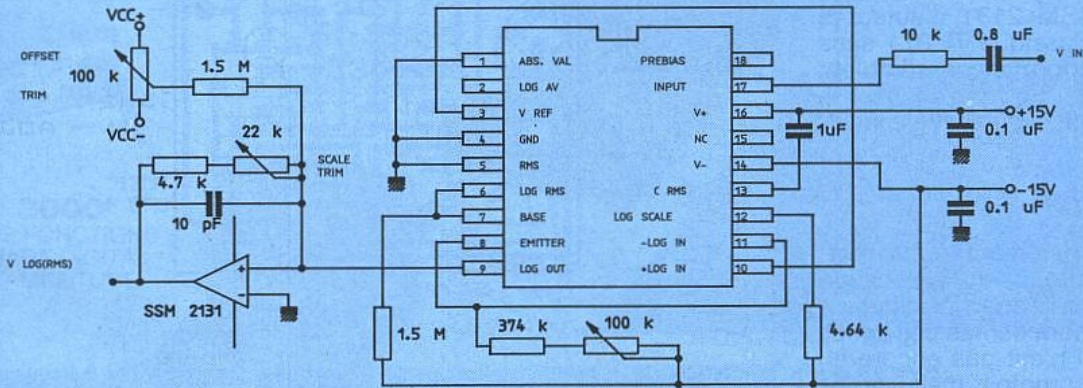 VCC+
OFFSET
100 k
TRIM
VCC-
1.5 M
22 k
SCALE
TRIM
4.7 k
10 pF
V LOG(RMS)
+
-
SSM 2131
1 ABS. VAL
2 LOG AV
3 V REF
4 GND
5 RMS
6 LOG RMS
7 BASE
8 EMITTER
9 LOG OUT
PREBIAS 18
INPUT 17
V+ 16
NC 15
V- 14
C RMS 13
LOG SCALE 12
-LOG IN 11
+LOG IN 10
10 k
0.6 uF
V IN
+15V
1uF
0.1 uF
-15V
0.1 uF
1.5 M
374 k
100 k
4.64 k